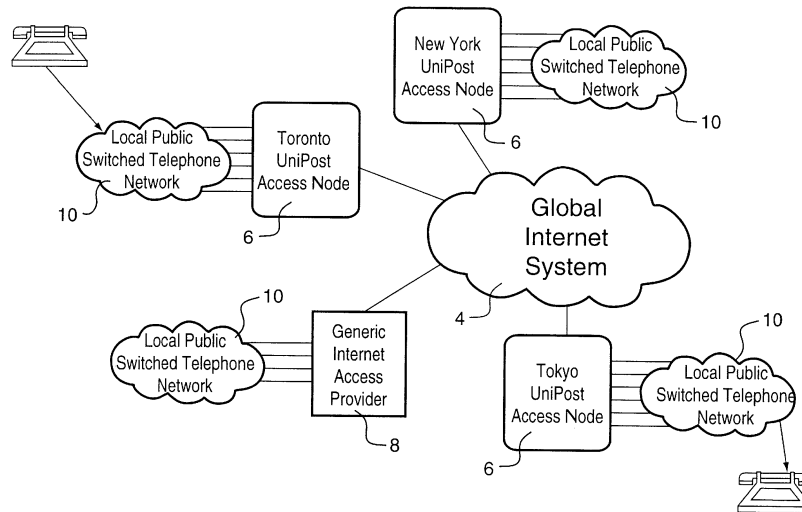 New York
UniPost
Access Node
6
Local Public
Switched Telephone
Network
10
Local Public
Switched Telephone
Network
10
Toronto
UniPost
Access Node
6
Global
Internet
System
4
10
Local Public
Switched Telephone
Network
Generic
Internet
Access
Provider
8
Tokyo
UniPost
Access Node
6
10
Local Public
Switched Telephone
Network